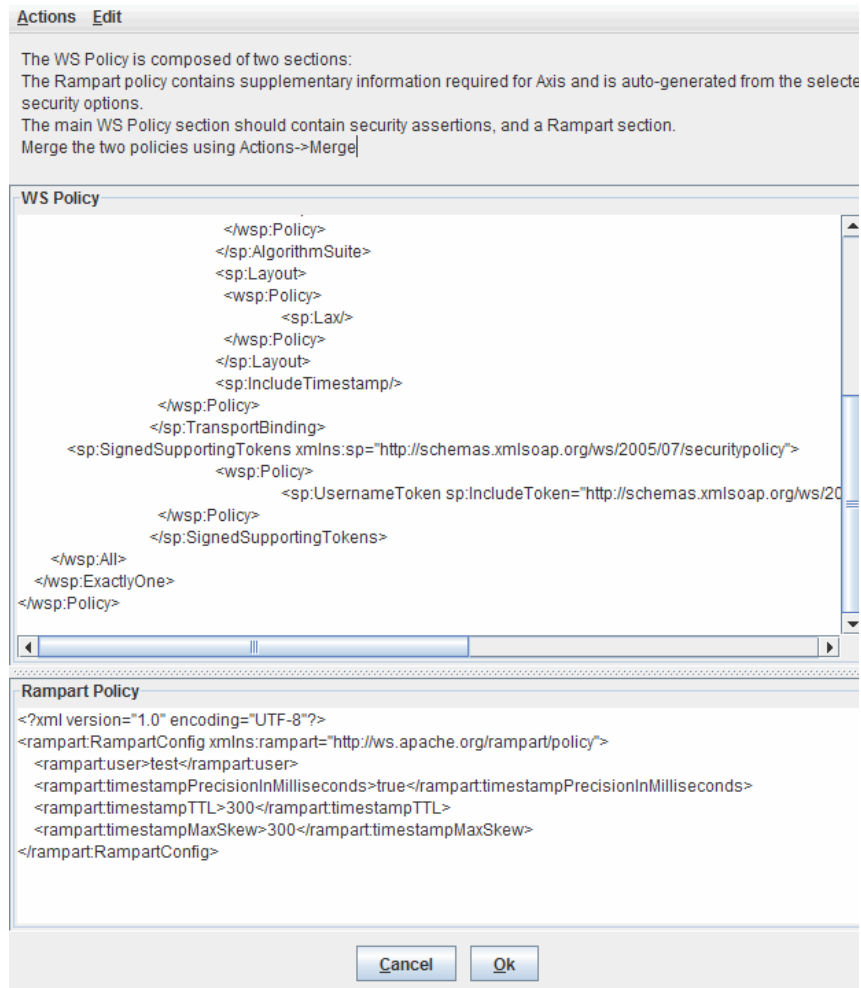 Actions Edit
The WS Policy is composed of two sections:
The Rampart policy contains supplementary information required for Axis and is auto-generated from the selecte
security options.
The main WS Policy section should contain security assertions, and a Rampart section.
Merge the two policies using Actions->Merge
WS Policy
</wsp:Policy>
</sp:AlgorithmSuite>
<sp:Layout>
<wsp:Policy>
<sp:Lax/>
</wsp:Policy>
</sp:Layout>
<sp:IncludeTimestamp/>
</wsp:Policy>
</sp:TransportBinding>
<sp:SignedSupportingTokens xmlns:sp="http://schemas.xmlsoap.org/ws/2005/07/securitypolicy">
<wsp:Policy>
<sp:UsernameToken sp:IncludeToken="http://schemas.xmlsoap.org/ws/20
</wsp:Policy>
</sp:SignedSupportingTokens>
</wsp:All>
</wsp:ExactlyOne>
</wsp:Policy>
Rampart Policy
<?xml version="1.0" encoding="UTF-8"?>
<rampart:RampartConfig xmlns:rampart="http://ws.apache.org/rampart/policy">
<rampart:user>test</rampart:user>
<rampart:timestampPrecisionInMilliseconds>true</rampart:timestampPrecisionInMilliseconds>
<rampart:timestampTTL>300</rampart:timestampTTL>
<rampart:timestampMaxSkew>300</rampart:timestampMaxSkew>
</rampart:RampartConfig>
Cancel Ok